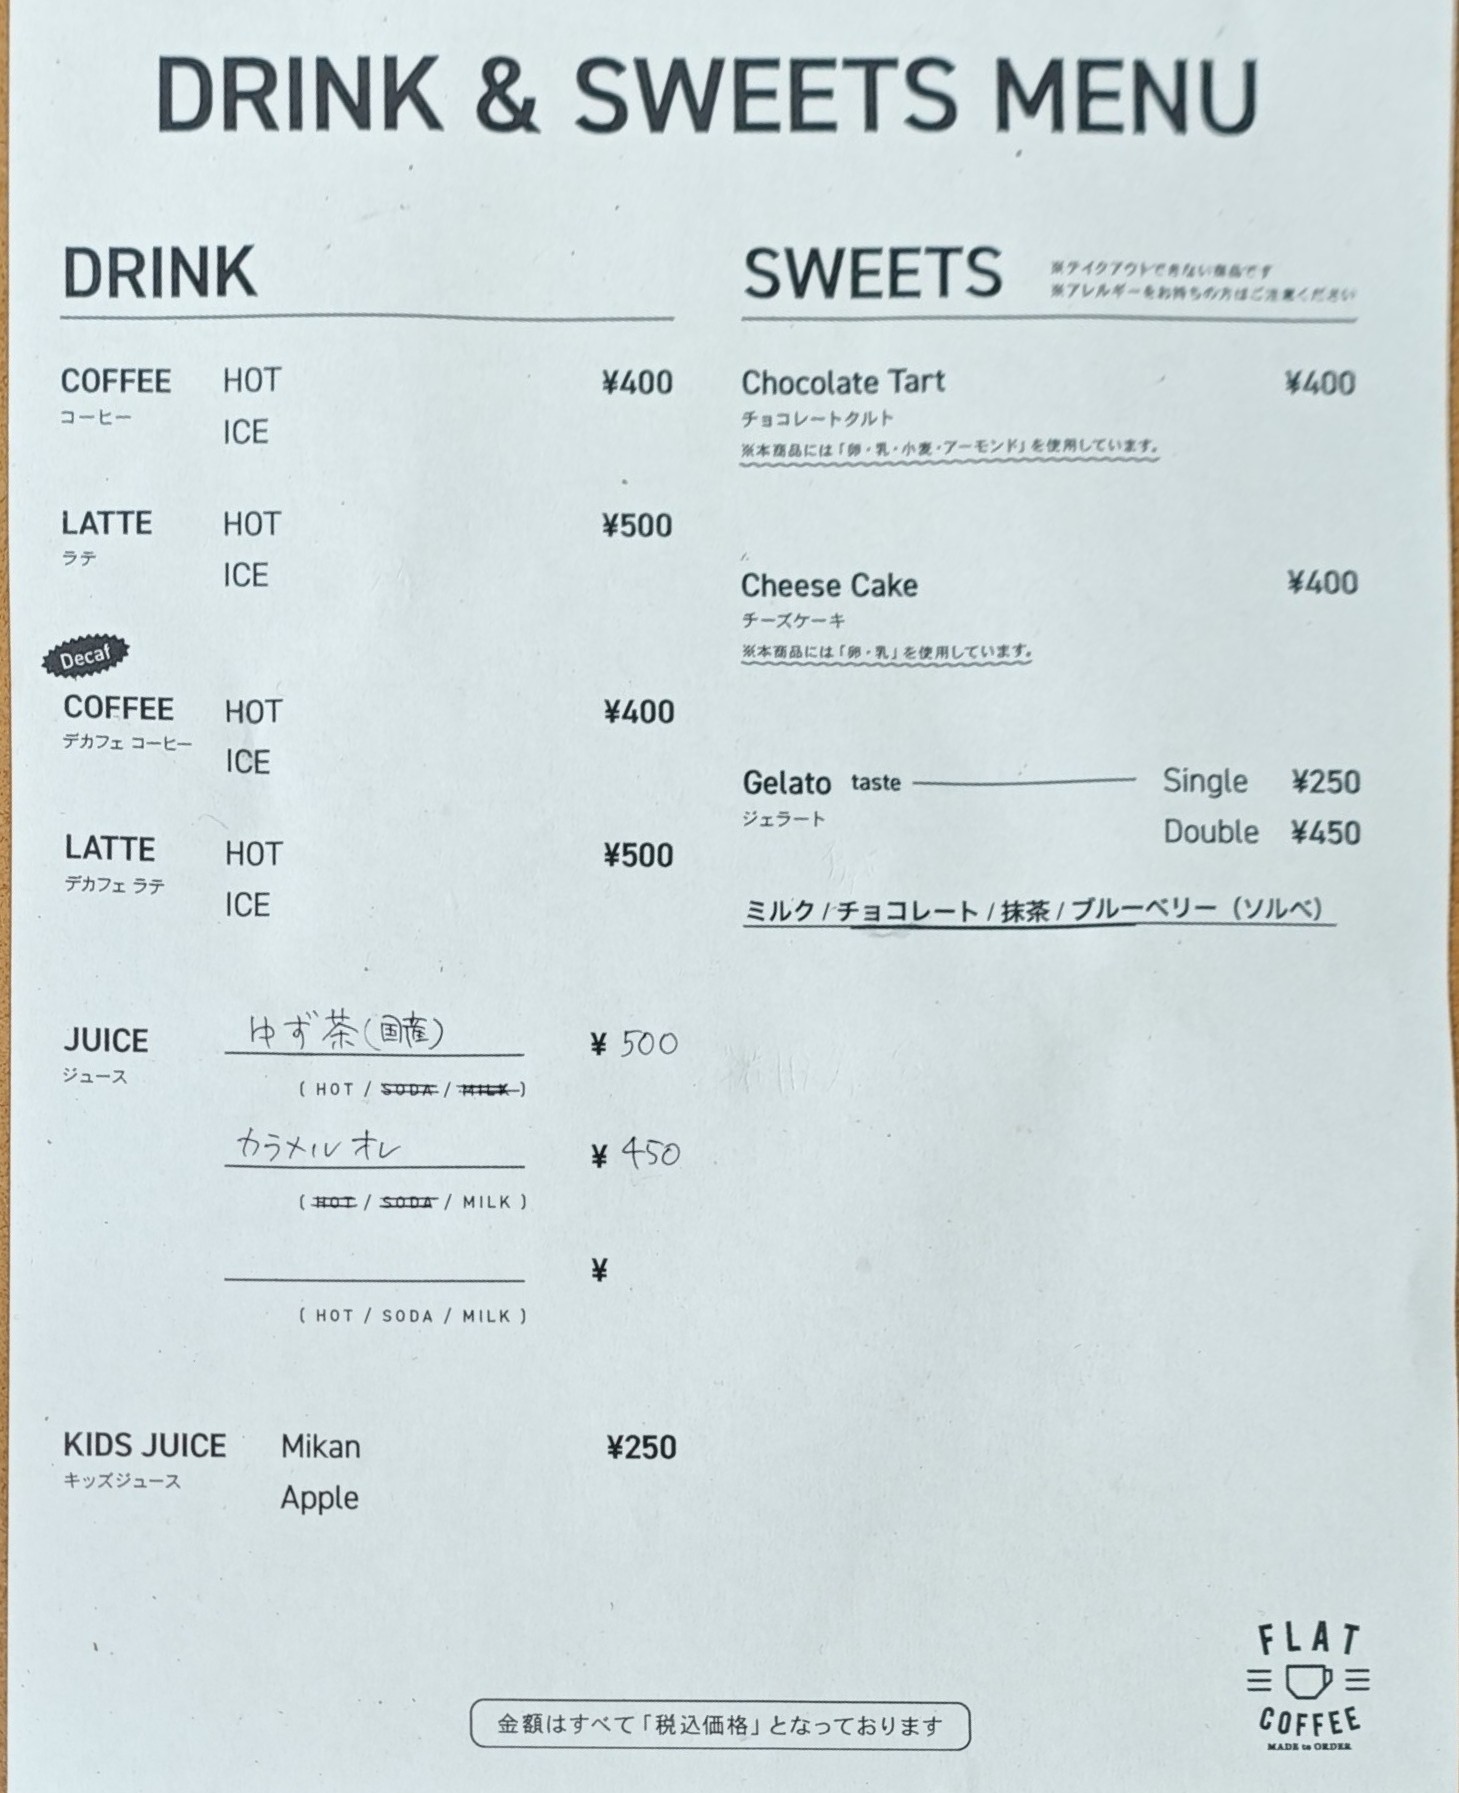 DRINK & SWEETS MENU
DRINK
COFFEE HOT ¥400
コーヒー
ICE
LATTE HOT ¥500
ラテ
ICE
Decaf
COFFEE HOT ¥400
デカフェ コーヒー
ICE
LATTE HOT ¥500
デカフェ ラテ
ICE
JUICE ゆず茶(国産) ¥ 500
ジュース
( HOT / SODA / MILK )
カラメルオレ ¥ 450
( HOT / SODA / MILK )
¥
( HOT / SODA / MILK )
KIDS JUICE Mikan ¥250
キッズジュース
Apple
SWEETS
※テイクアウトできない商品です
※アレルギーをお持ちの方はご注意ください
Chocolate Tart ¥400
チョコレートタルト
※本商品には「卵・乳・小麦・アーモンド」を使用しています。
Cheese Cake ¥400
チーズケーキ
※本商品には「卵・乳」を使用しています。
Gelato taste Single ¥250
ジェラート
Double ¥450
ミルク / チョコレート / 抹茶 / ブルーベリー（ソルベ）
金額はすべて「税込価格」となっております
FLAT
COFFEE
MADE to ORDER